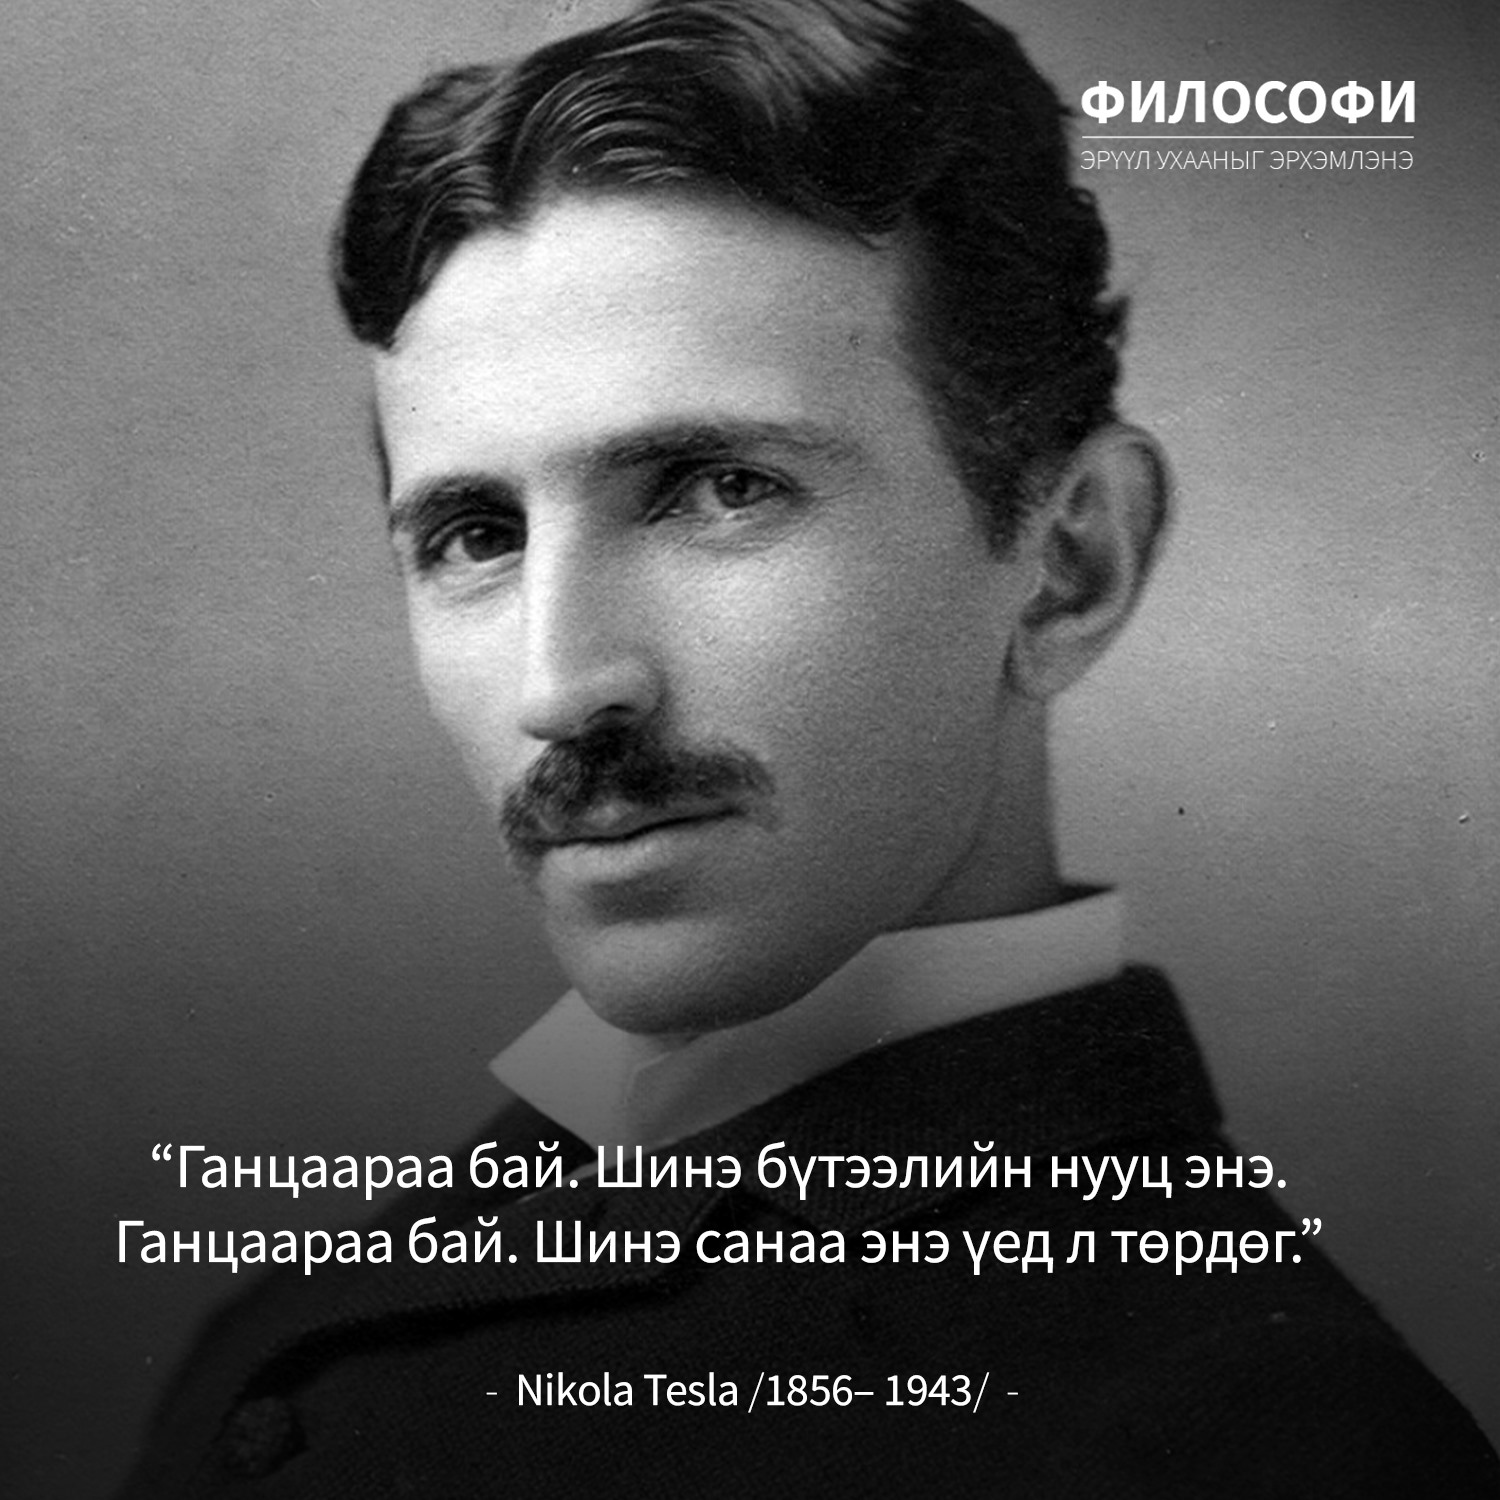 ФИЛОСОФИ
ЭРҮҮЛ УХААНЫГ ЭРХЭМЛЭНЭ
“Ганцаараа бай. Шинэ бүтээлийн нууц энэ.
Ганцаараа бай. Шинэ санаа энэ үед л төрдөг.”
- Nikola Tesla /1856– 1943/ -